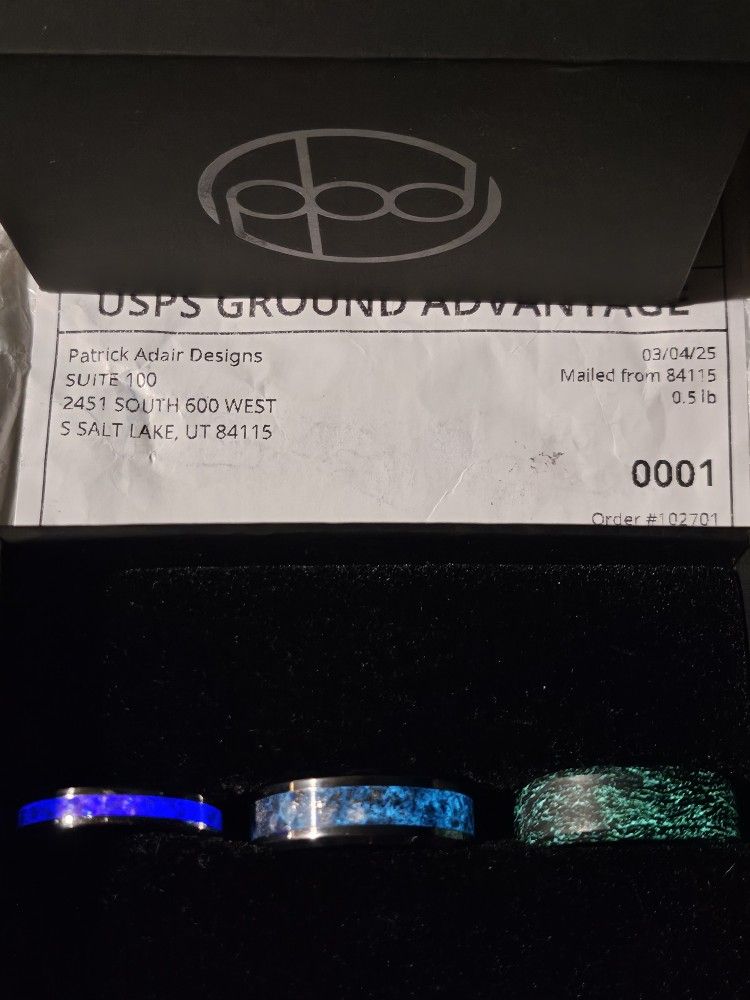 pad
USPS GROUND ADVANTAGE
Patrick Adair Designs
SUITE 100
2451 SOUTH 600 WEST
S SALT LAKE, UT 84115
03/04/25
Mailed from 84115
0.5 lb
0001
Order #102701